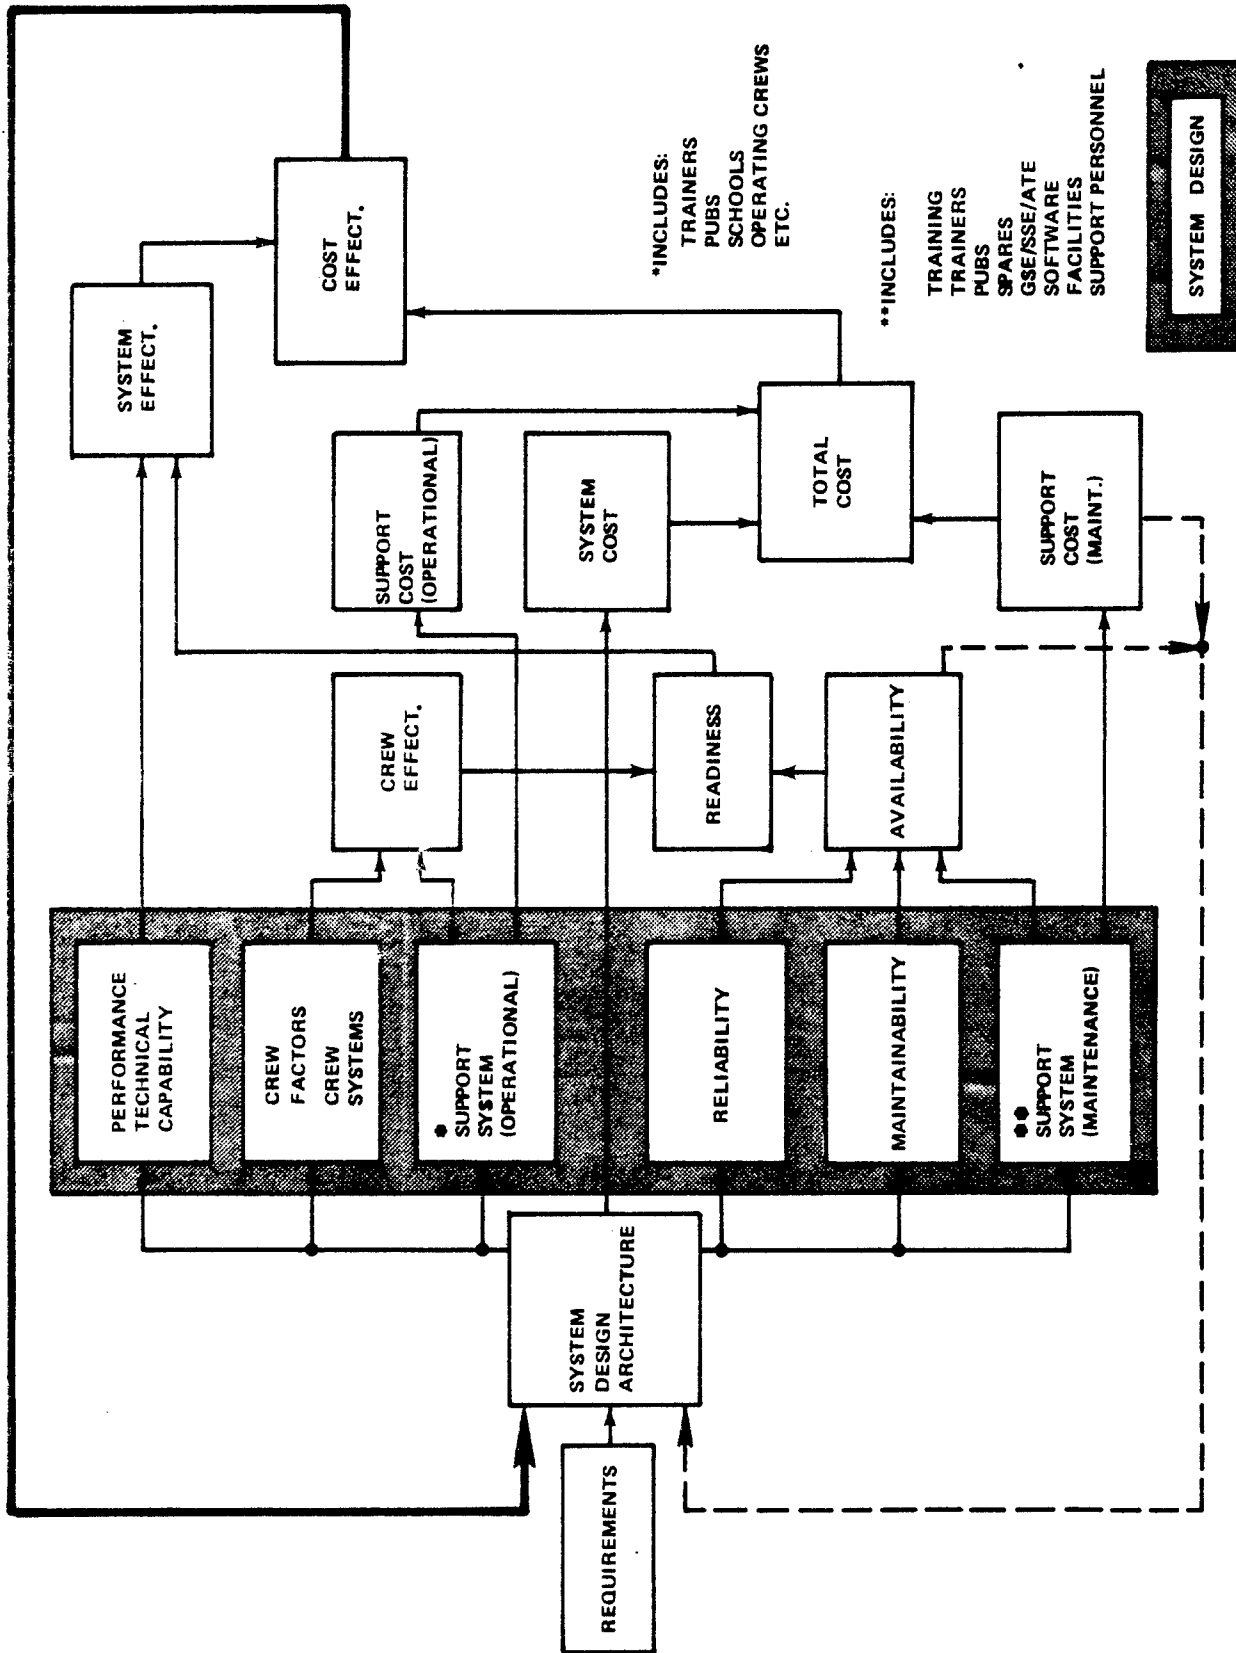 REQUIREMENTS
SYSTEM
DESIGN
ARCHITECTURE
PERFORMANCE
TECHNICAL
CAPABILITY
CREW
FACTORS
CREW
SYSTEMS
*
SUPPORT
SYSTEM
(OPERATIONAL)
RELIABILITY
MAINTAINABILITY
**
SUPPORT
SYSTEM
(MAINTENANCE)
CREW
EFFECT.
READINESS
AVAILABILITY
SYSTEM
EFFECT.
SUPPORT
COST
(OPERATIONAL)
SYSTEM
COST
TOTAL
COST
SUPPORT
COST
(MAINT.)
COST
EFFECT.
*INCLUDES:
TRAINERS
PUBS
SCHOOLS
OPERATING CREWS
ETC.
**INCLUDES:
TRAINING
TRAINERS
PUBS
SPARES
GSE/SSE/ATE
SOFTWARE
FACILITIES
SUPPORT PERSONNEL
SYSTEM DESIGN